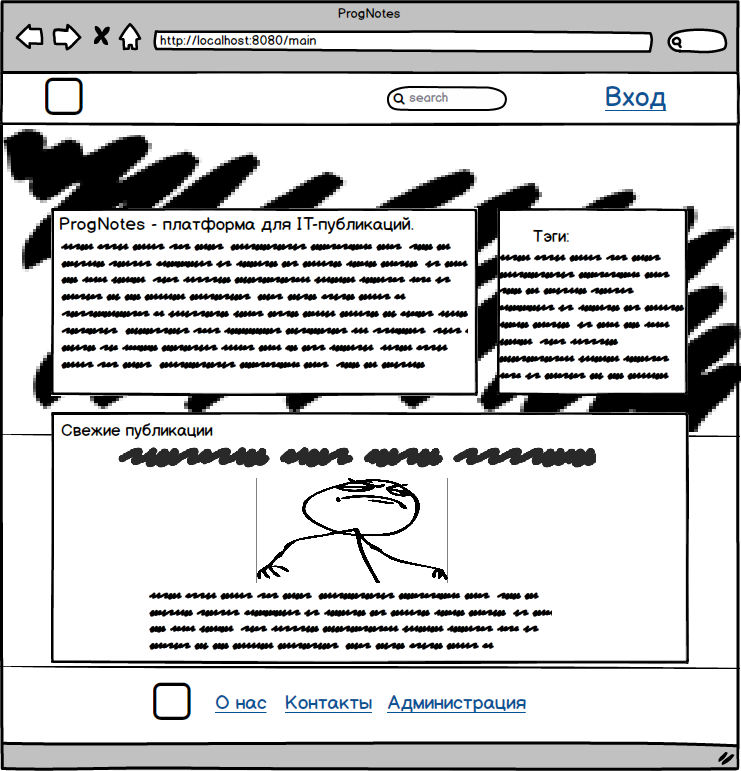 ProgNotes
http://localhost:8080/main
search
Вход
ProgNotes - платформа для IT-публикаций.
Тэги:
Свежие публикации
О нас Контакты Администрация